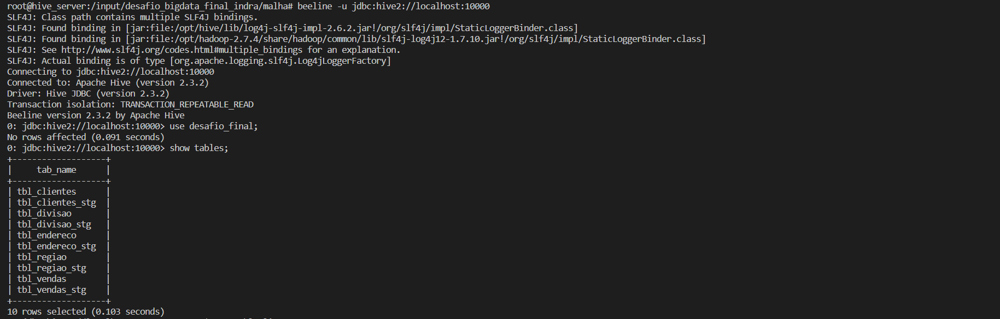 root@hive_server:/input/desafio_bigdata_final_indra/malha# beeline -u jdbc:hive2://localhost:10000
SLF4J: Class path contains multiple SLF4J bindings.
SLF4J: Found binding in [jar:file:/opt/hive/lib/log4j-slf4j-impl-2.6.2.jar!/org/slf4j/impl/StaticLoggerBinder.class]
SLF4J: Found binding in [jar:file:/opt/hadoop-2.7.4/share/hadoop/common/lib/slf4j-log4j12-1.7.10.jar!/org/slf4j/impl/StaticLoggerBinder.class]
SLF4J: See http://www.slf4j.org/codes.html#multiple_bindings for an explanation.
SLF4J: Actual binding is of type [org.apache.logging.slf4j.Log4jLoggerFactory]
Connecting to jdbc:hive2://localhost:10000
Connected to: Apache Hive (version 2.3.2)
Driver: Hive JDBC (version 2.3.2)
Transaction isolation: TRANSACTION_REPEATABLE_READ
Beeline version 2.3.2 by Apache Hive
0: jdbc:hive2://localhost:10000> use desafio_final;
No rows affected (0.091 seconds)
0: jdbc:hive2://localhost:10000> show tables;
+-------------------+
|     tab_name      |
+-------------------+
| tbl_clientes      |
| tbl_clientes_stg  |
| tbl_divisao       |
| tbl_divisao_stg   |
| tbl_endereco      |
| tbl_endereco_stg  |
| tbl_regiao        |
| tbl_regiao_stg    |
| tbl_vendas        |
| tbl_vendas_stg    |
+-------------------+
10 rows selected (0.103 seconds)